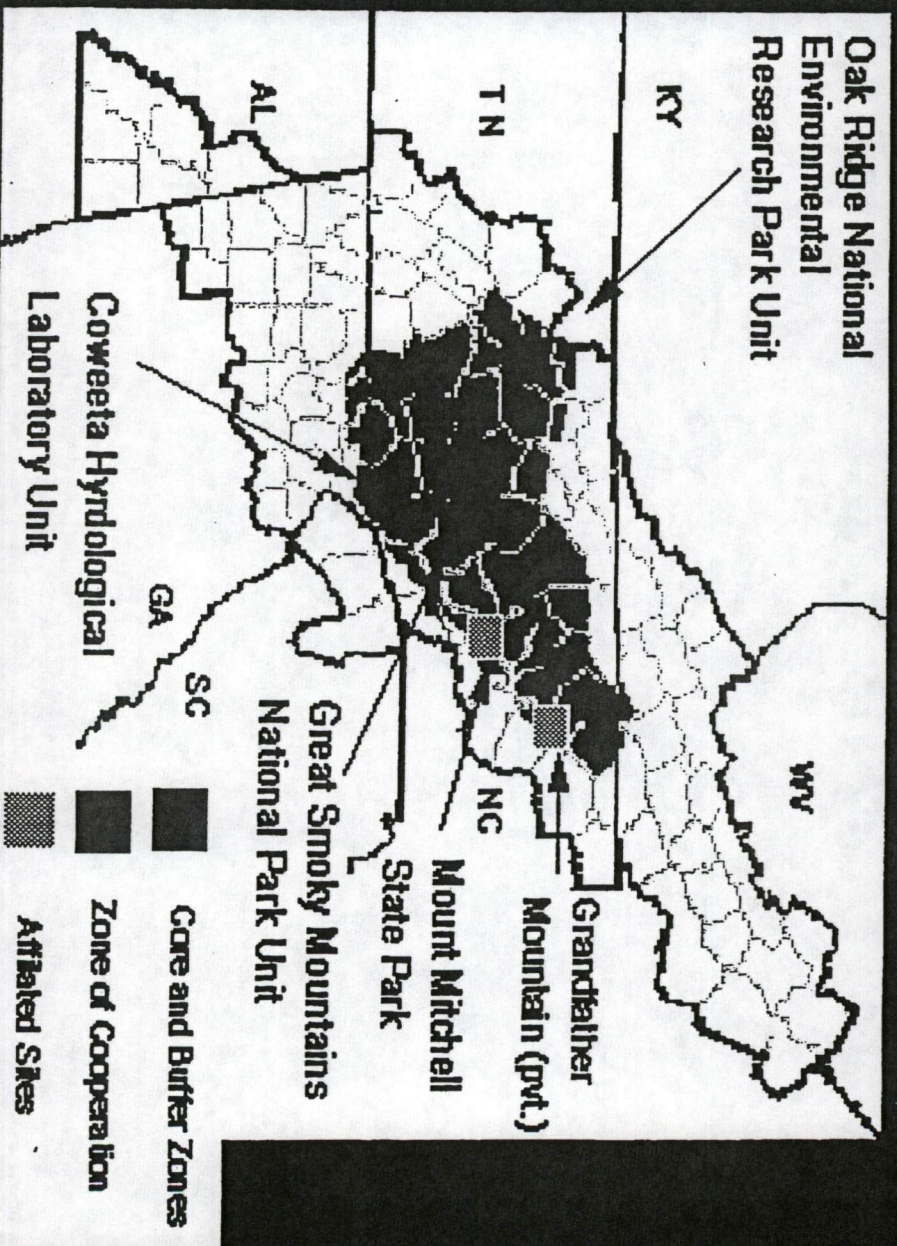 Oak Ridge National
Environmental
Research Park Unit
KY
WV
TN
AL
NC
SC
GA
Grandfather
Mountain (pvt.)
Mount Mitchell
State Park
Great Smoky Mountains
National Park Unit
Coweeta Hyrdological
Laboratory Unit
Core and Buffer Zones
Zone of Cooperation
Affliated Sites